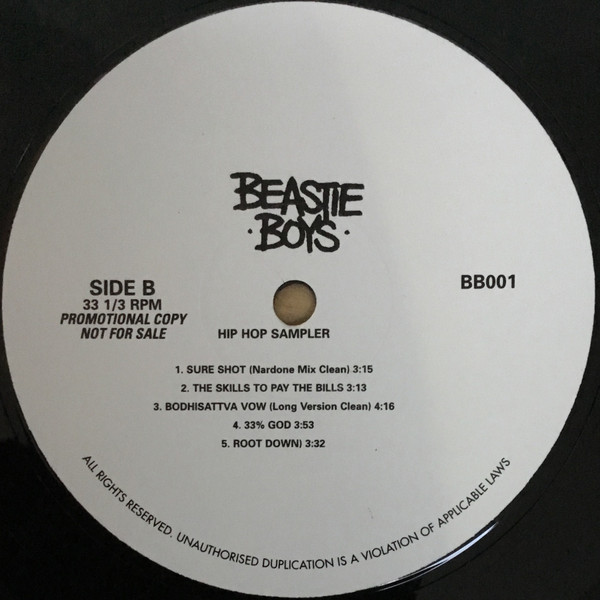 BEASTIE
·BOYS·
SIDE B
33 1/3 RPM
PROMOTIONAL COPY
NOT FOR SALE
BB001
HIP HOP SAMPLER
1. SURE SHOT (Nardone Mix Clean) 3:15
2. THE SKILLS TO PAY THE BILLS 3:13
3. BODHISATTVA VOW (Long Version Clean) 4:16
4. 33% GOD 3:53
5. ROOT DOWN) 3:32
ALL RIGHTS RESERVED. UNAUTHORISED DUPLICATION IS A VIOLATION OF APPLICABLE LAWS